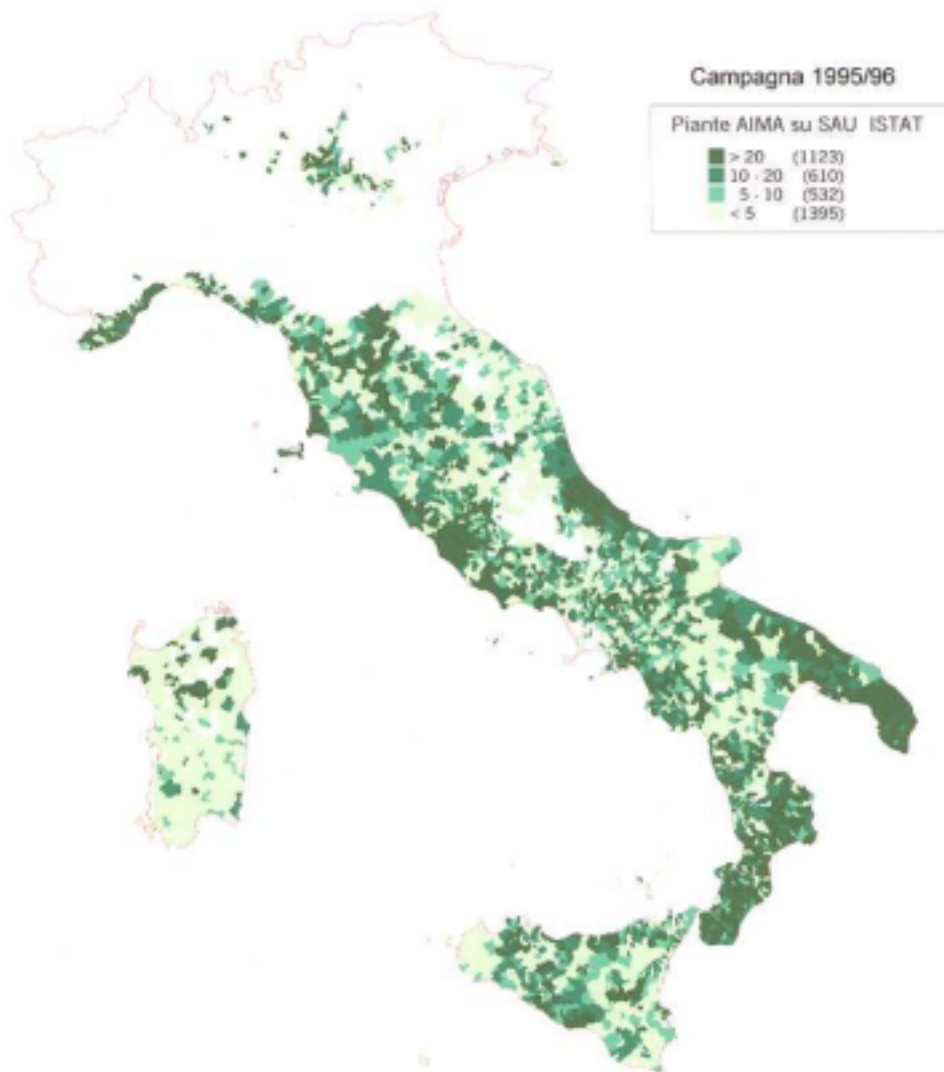 Campagna 1995/96
Piante AIMA su SAU ISTAT
> 20 (1123)
10 - 20 (610)
5 - 10 (532)
< 5 (1395)